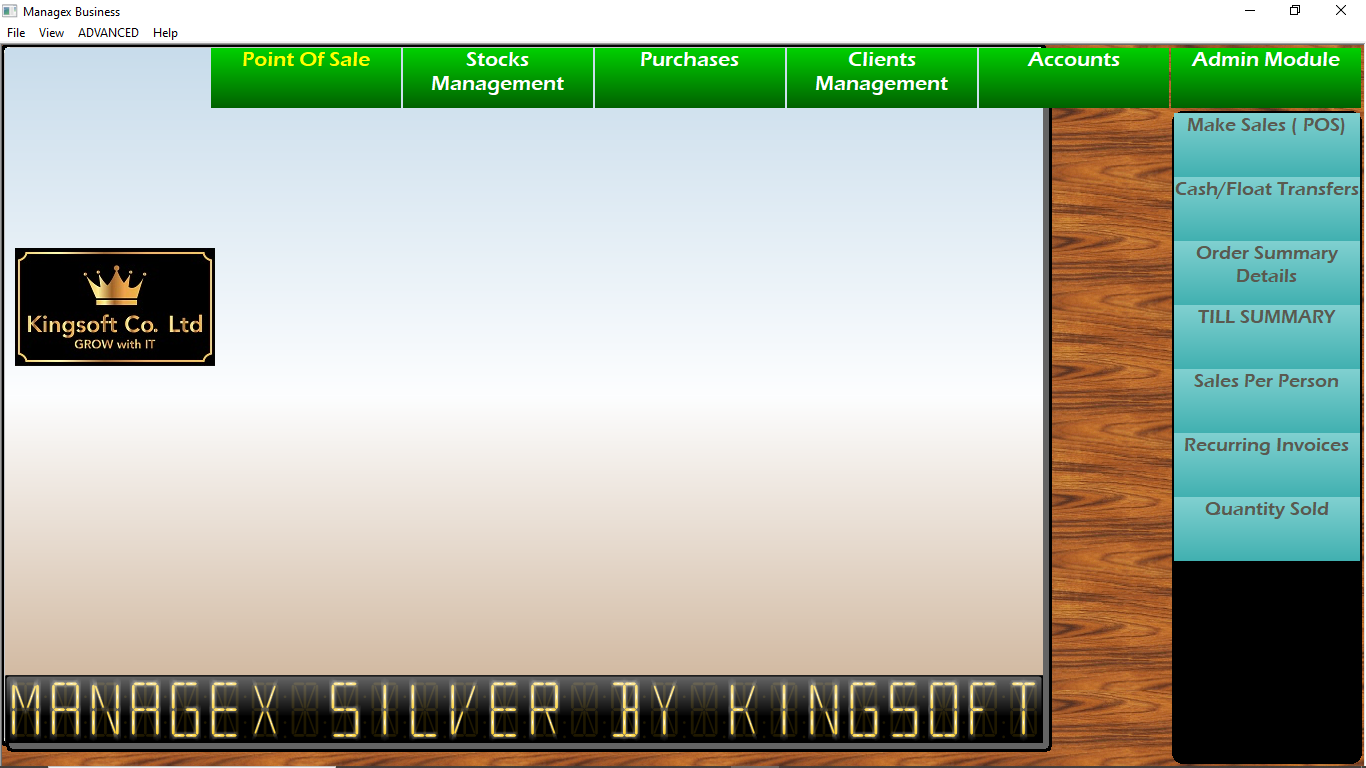 Managex Business
File View ADVANCED Help
Point Of Sale
Stocks
Management
Purchases
Clients
Management
Accounts
Admin Module
Make Sales ( POS)
Cash/Float Transfers
Order Summary
Details
TILL SUMMARY
Sales Per Person
Recurring Invoices
Quantity Sold
Kingsoft Co. Ltd
GROW with IT
MANAGEX SILVER BY KINGSOFT